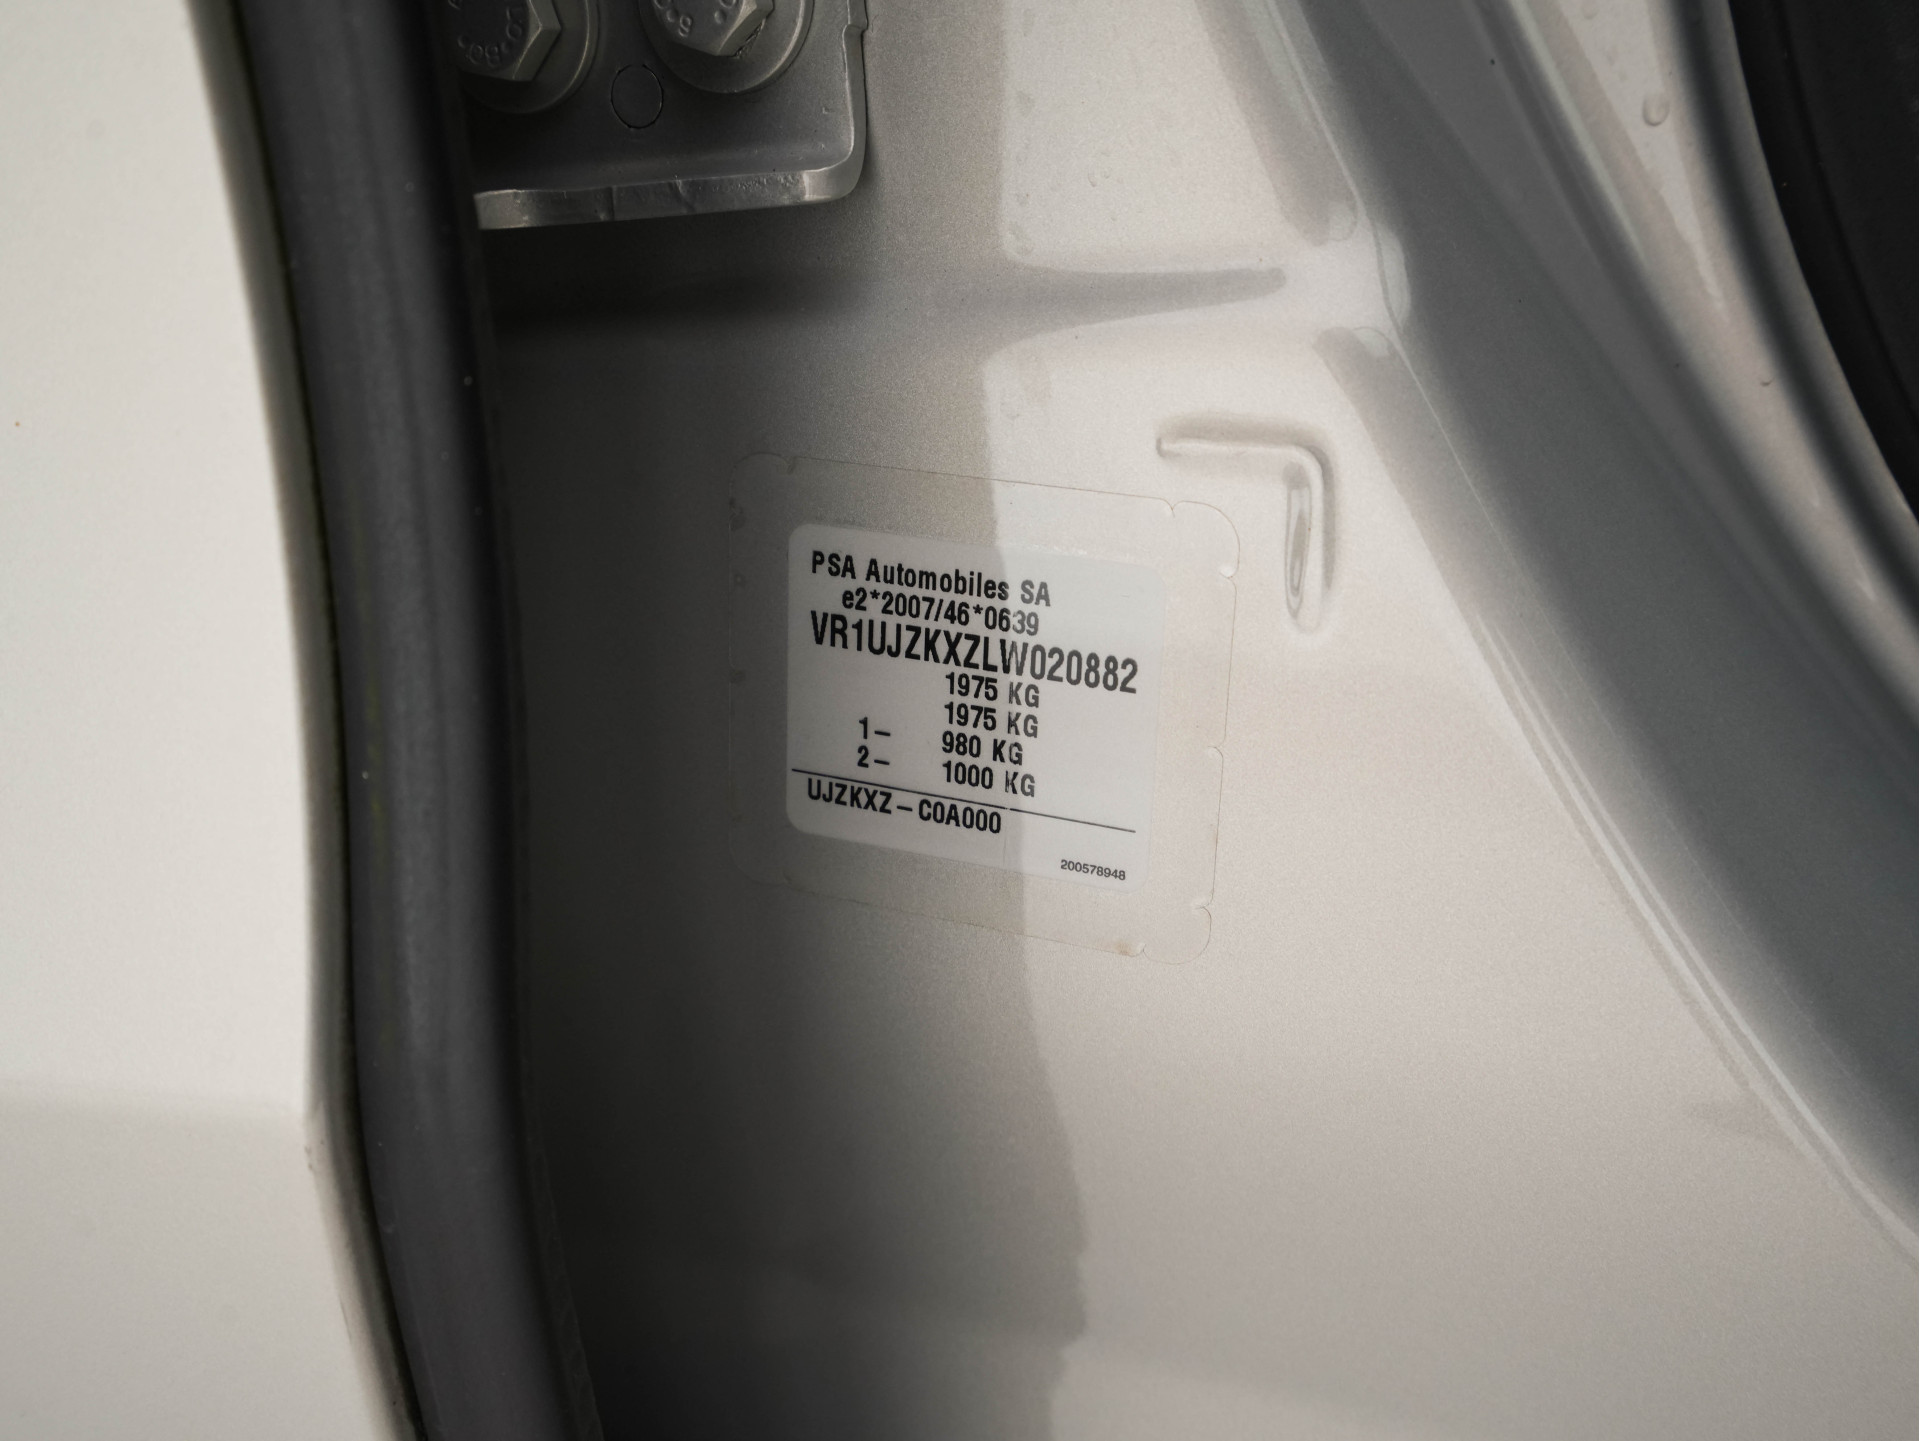 PSA Automobiles SA
e2*2007/46*0639
VR1UJZKXZLW020882
1975 KG
1975 KG
1– 980 KG
2– 1000 KG
UJZKXZ – C0A000
200578948